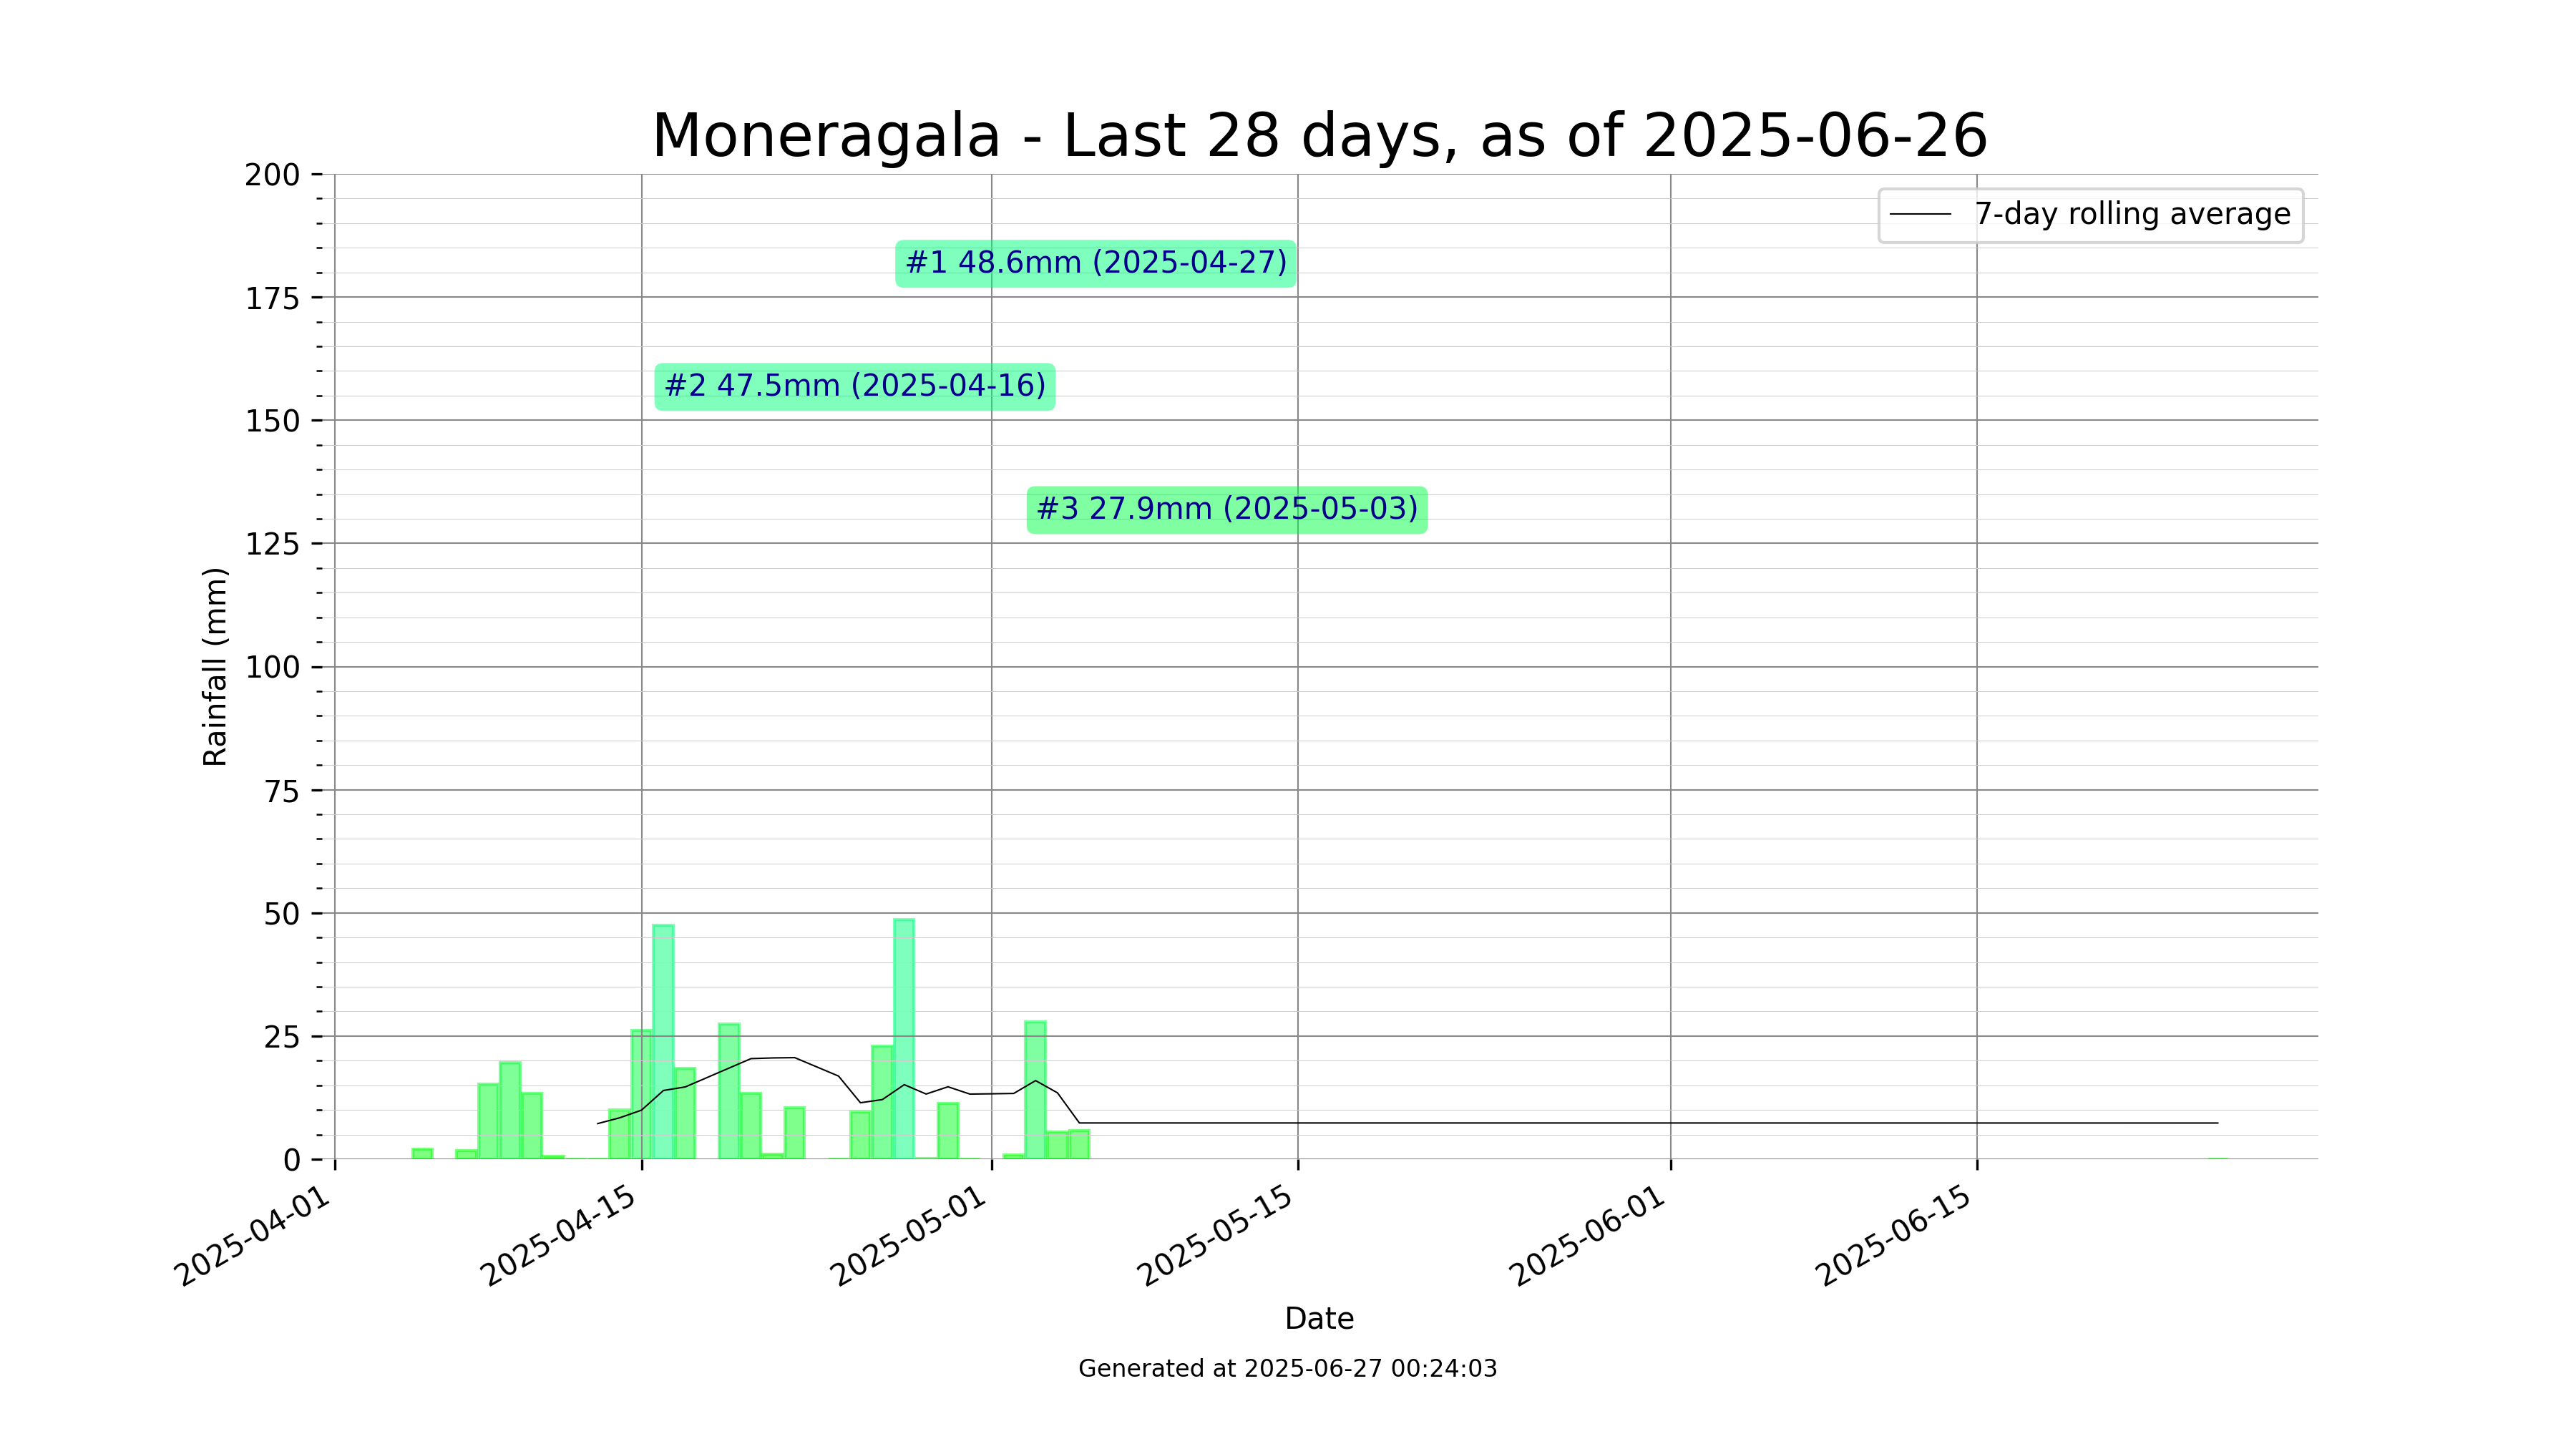 Moneragala - Last 28 days, as of 2025-06-26
200
175
150
125
100
75
50
25
0
Rainfall (mm)
7-day rolling average
#1 48.6mm (2025-04-27)
#2 47.5mm (2025-04-16)
#3 27.9mm (2025-05-03)
2025-04-01
2025-04-15
2025-05-01
2025-05-15
2025-06-01
2025-06-15
Date
Generated at 2025-06-27 00:24:03